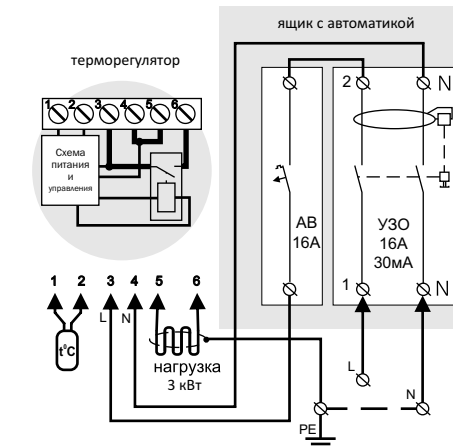 ящик с автоматикой
терморегулятор
1 2 3 4 5 6
Схема
питания
и
управления
2 N
АВ
16А
УЗО
16А
30мА
1 N
1 2 3 4 5 6
L N
t°C
нагрузка
3 кВт
L
N
PE